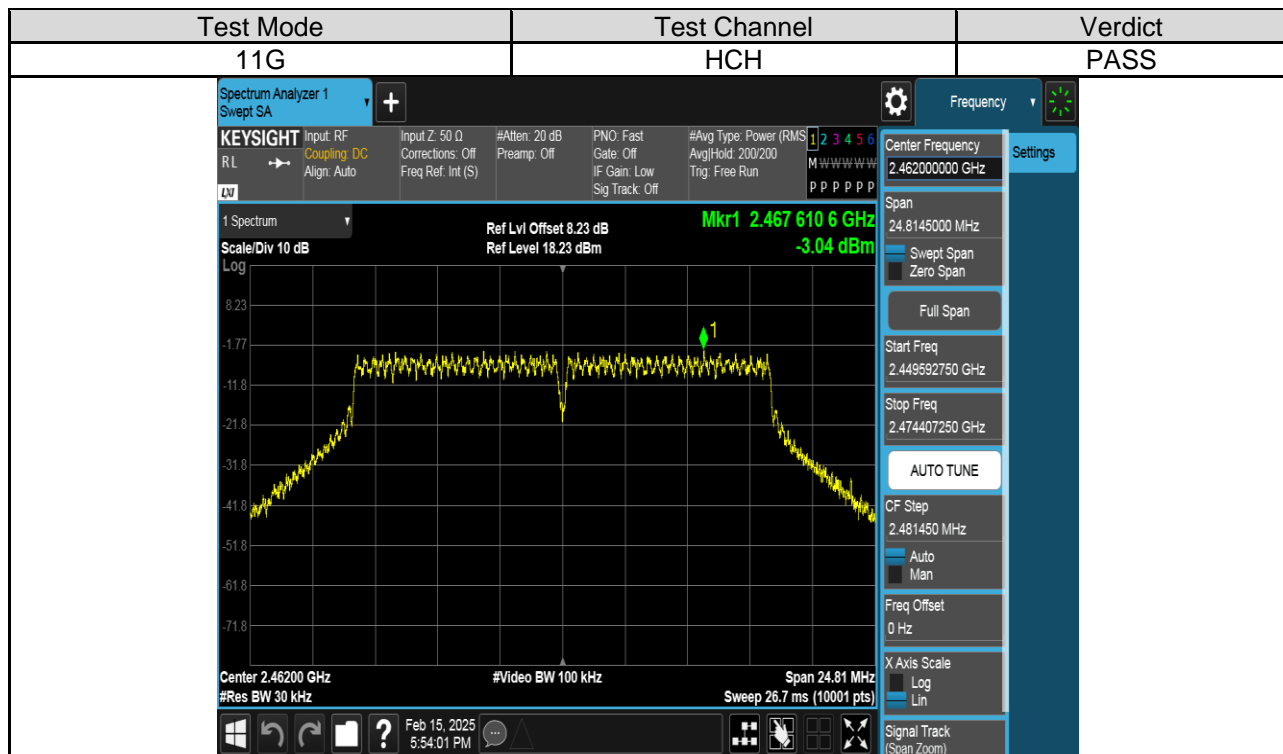 Test Mode Test Channel Verdict
11G HCH PASS
Spectrum Analyzer 1
Swept SA
+
Frequency
KEYSIGHT
R L
LXI
Input: RF
Coupling: DC
Align: Auto
Input Z: 50 Ω
Corrections: Off
Freq Ref: Int (S)
#Atten: 20 dB
Preamp: Off
PNO: Fast
Gate: Off
IF Gain: Low
Sig Track: Off
#Avg Type: Power (RMS
Avg|Hold: 200/200
Trig: Free Run
1 2 3 4 5 6
M W W W W W
P P P P P P
1 Spectrum
Scale/Div 10 dB
Ref Lvl Offset 8.23 dB
Ref Level 18.23 dBm
Mkr1 2.467 610 6 GHz
-3.04 dBm
Log
8.23
-1.77
-11.8
-21.8
-31.8
-41.8
-51.8
-61.8
-71.8
1
Center 2.46200 GHz
#Res BW 30 kHz
#Video BW 100 kHz
Span 24.81 MHz
Sweep 26.7 ms (10001 pts)
?
Feb 15, 2025
5:54:01 PM
Center Frequency
2.462000000 GHz
Span
24.8145000 MHz
Swept Span
Zero Span
Full Span
Start Freq
2.449592750 GHz
Stop Freq
2.474407250 GHz
AUTO TUNE
CF Step
2.481450 MHz
Auto
Man
Freq Offset
0 Hz
X Axis Scale
Log
Lin
Signal Track
(Span Zoom)
Settings